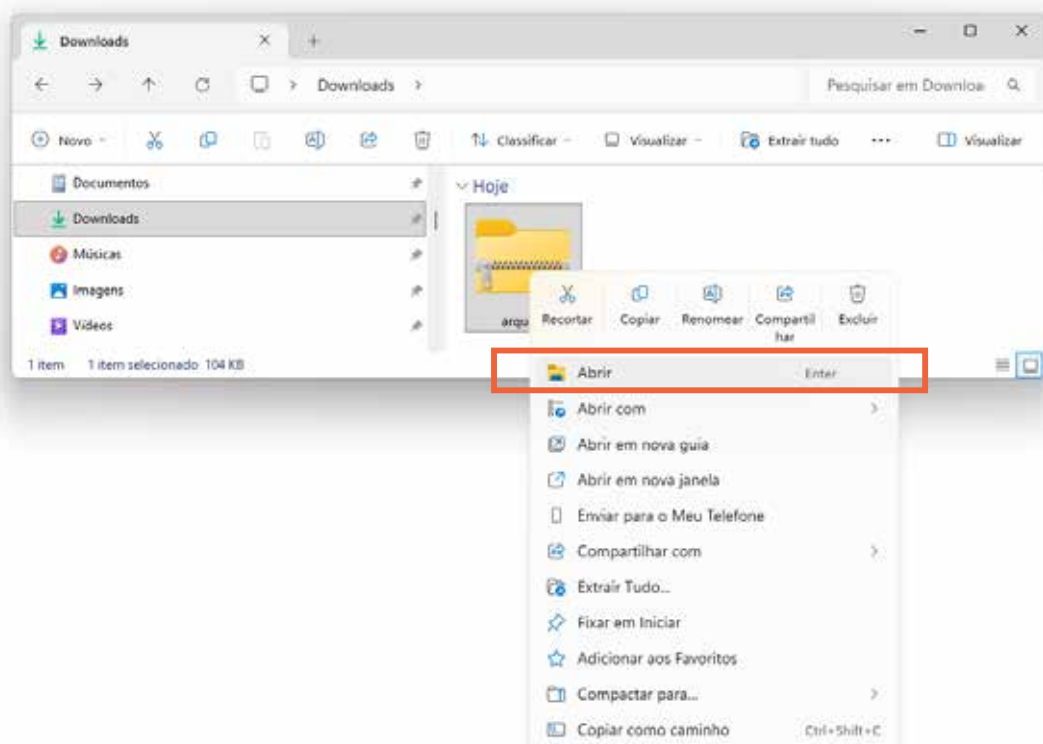 Downloads
Downloads
Pesquisar em Downloa
Novo
Classificar
Visualizar
Extrair tudo
Visualizar
Documentos
Downloads
Músicas
Imagens
Vídeos
Hoje
arqu
1 item 1 item selecionado 104 KB
Recortar
Copiar
Renomear
Compartil
har
Excluir
Abrir Enter
Abrir com
Abrir em nova guia
Abrir em nova janela
Enviar para o Meu Telefone
Compartilhar com
Extrair Tudo...
Fixar em Iniciar
Adicionar aos Favoritos
Compactar para...
Copiar como caminho Ctrl+Shift+C